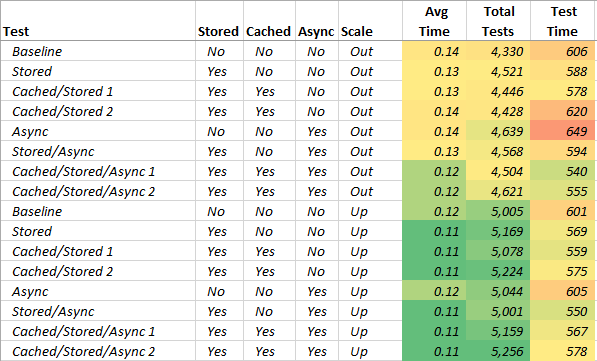 Avg Total Test
Test Stored Cached Async Scale Time Tests Time
Baseline No No No Out 0.14 4,330 606
Stored Yes No No Out 0.13 4,521 588
Cached/Stored 1 Yes Yes No Out 0.13 4,446 578
Cached/Stored 2 Yes Yes No Out 0.14 4,428 620
Async No No Yes Out 0.14 4,639 649
Stored/Async Yes No Yes Out 0.13 4,568 594
Cached/Stored/Async 1 Yes Yes Yes Out 0.12 4,504 540
Cached/Stored/Async 2 Yes Yes Yes Out 0.12 4,621 555
Baseline No No No Up 0.12 5,005 601
Stored Yes No No Up 0.11 5,169 569
Cached/Stored 1 Yes Yes No Up 0.11 5,078 559
Cached/Stored 2 Yes Yes No Up 0.11 5,224 575
Async No No Yes Up 0.12 5,044 605
Stored/Async Yes No Yes Up 0.11 5,001 550
Cached/Stored/Async 1 Yes Yes Yes Up 0.11 5,159 567
Cached/Stored/Async 2 Yes Yes Yes Up 0.11 5,256 578